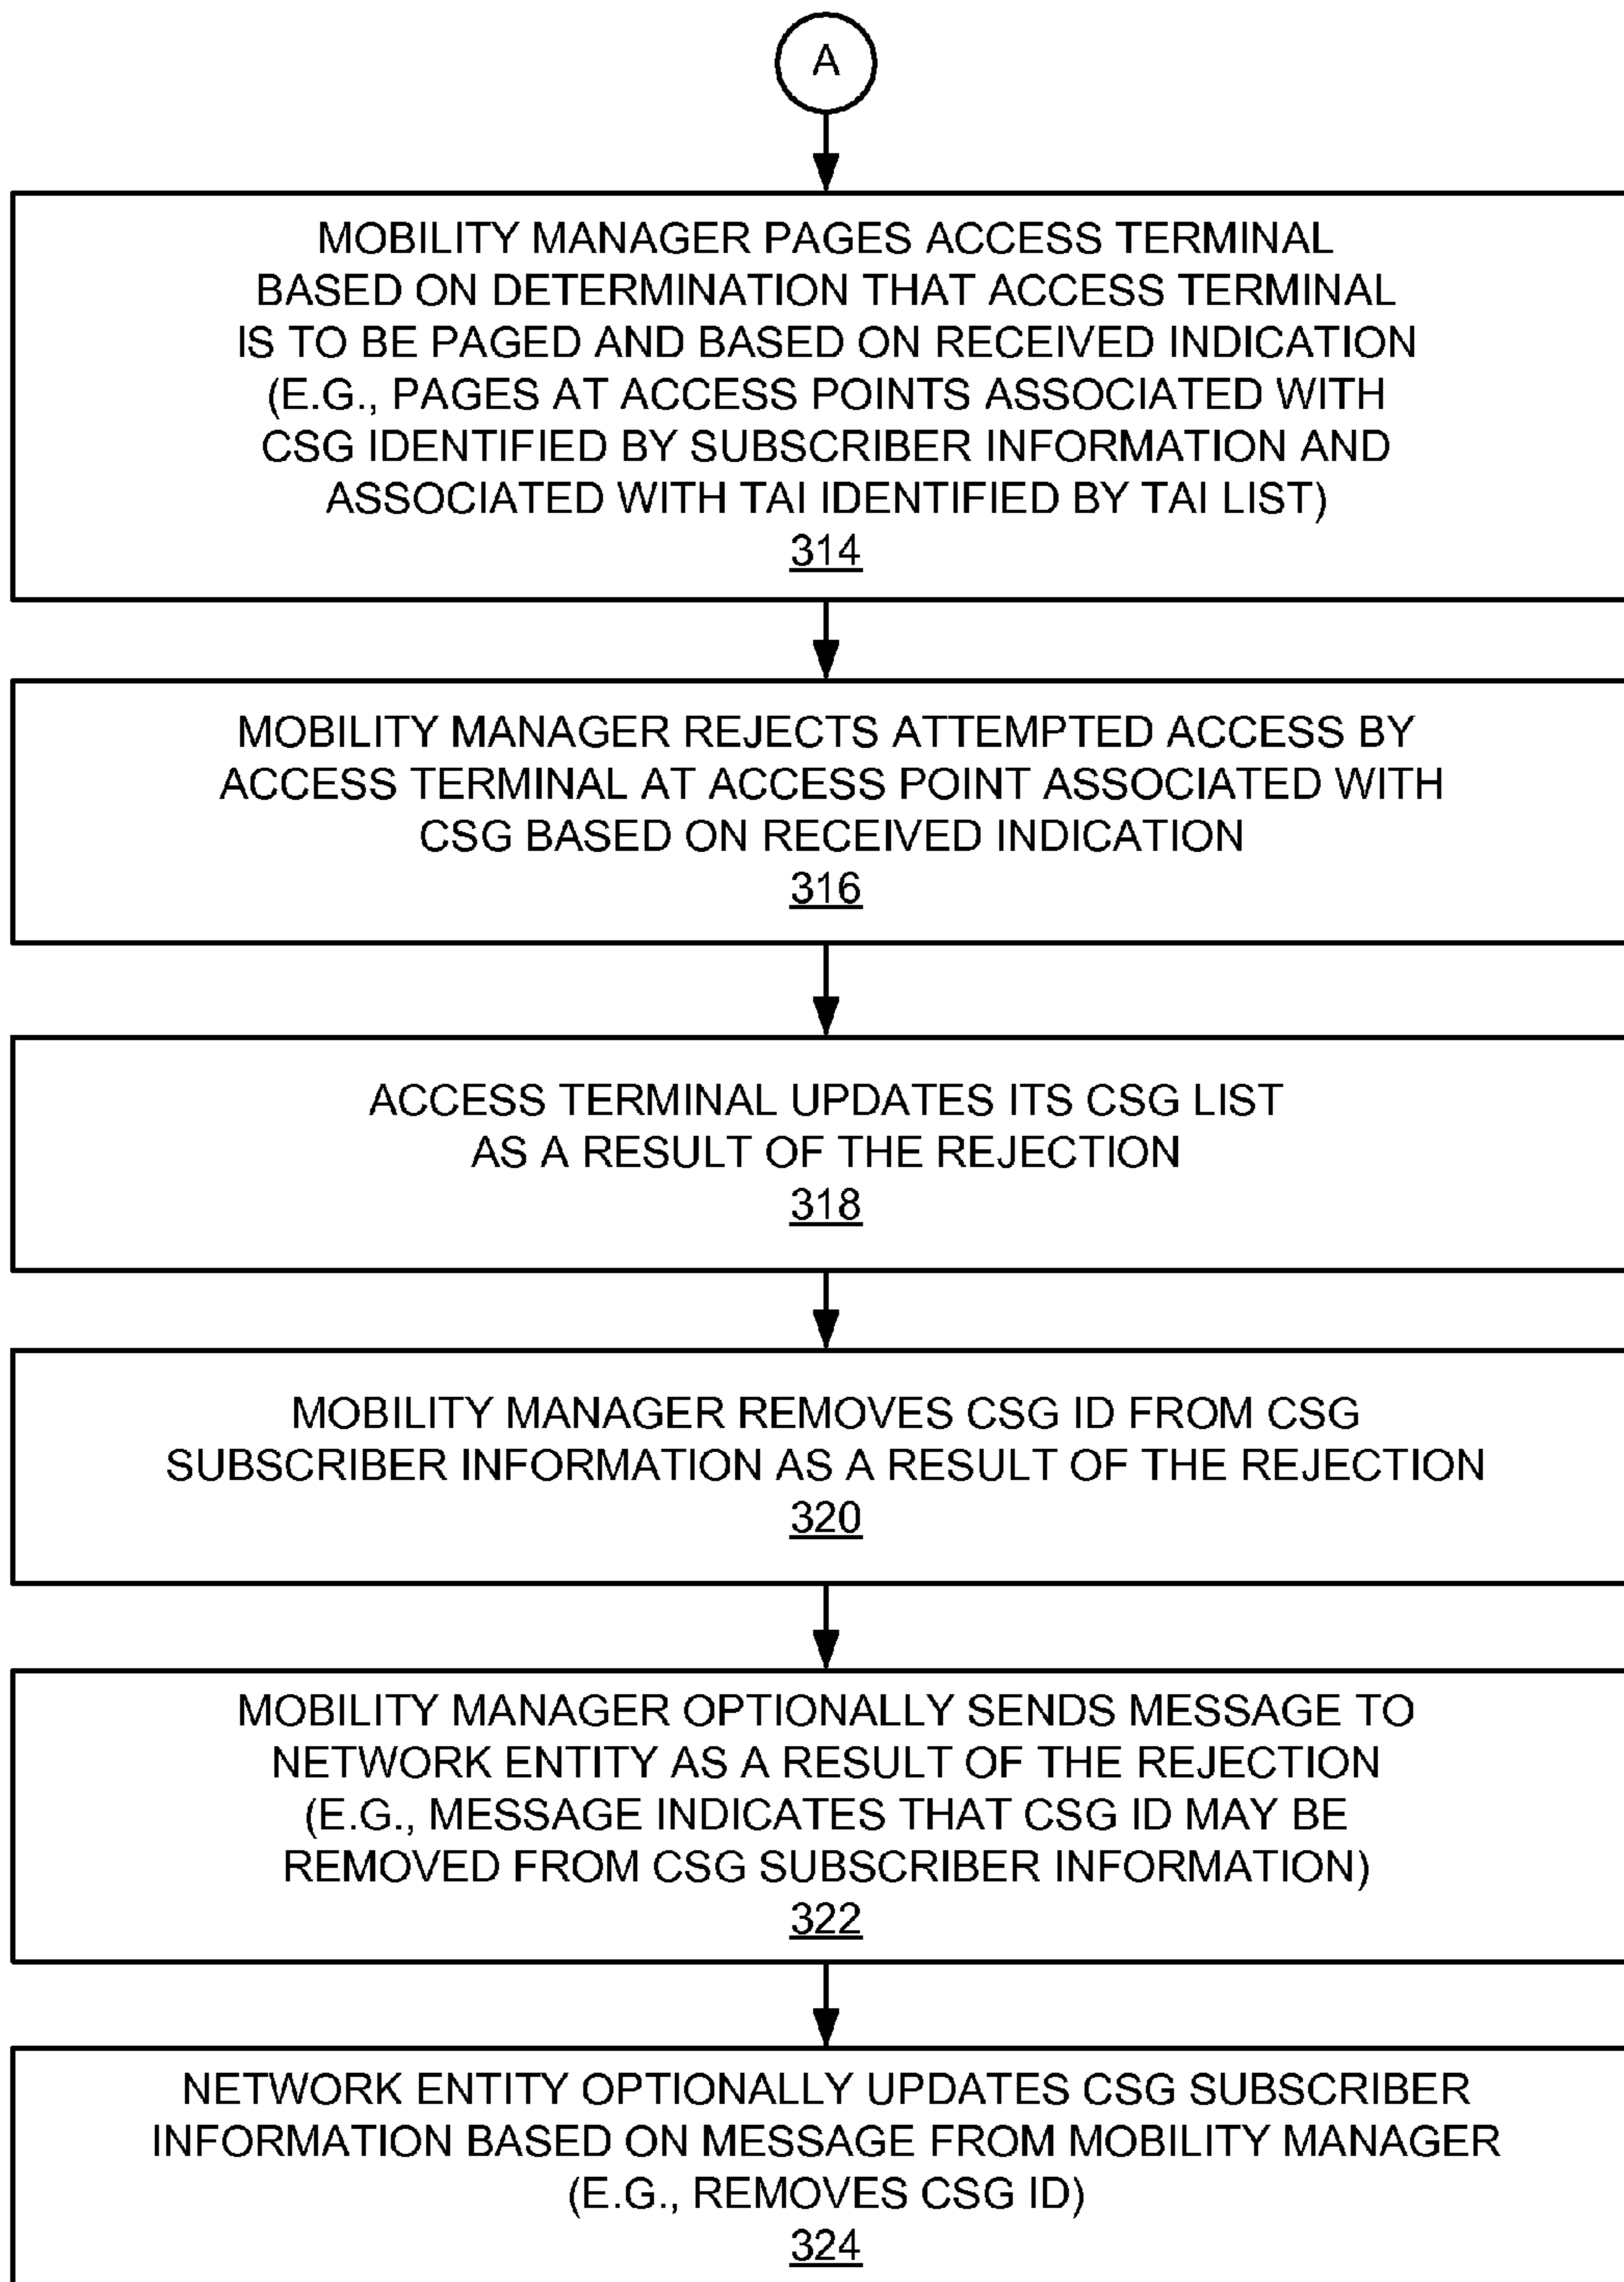 A
MOBILITY MANAGER PAGES ACCESS TERMINAL
BASED ON DETERMINATION THAT ACCESS TERMINAL
IS TO BE PAGED AND BASED ON RECEIVED INDICATION
(E.G., PAGES AT ACCESS POINTS ASSOCIATED WITH
CSG IDENTIFIED BY SUBSCRIBER INFORMATION AND
ASSOCIATED WITH TAI IDENTIFIED BY TAI LIST)
314
MOBILITY MANAGER REJECTS ATTEMPTED ACCESS BY
ACCESS TERMINAL AT ACCESS POINT ASSOCIATED WITH
CSG BASED ON RECEIVED INDICATION
316
ACCESS TERMINAL UPDATES ITS CSG LIST
AS A RESULT OF THE REJECTION
318
MOBILITY MANAGER REMOVES CSG ID FROM CSG
SUBSCRIBER INFORMATION AS A RESULT OF THE REJECTION
320
MOBILITY MANAGER OPTIONALLY SENDS MESSAGE TO
NETWORK ENTITY AS A RESULT OF THE REJECTION
(E.G., MESSAGE INDICATES THAT CSG ID MAY BE
REMOVED FROM CSG SUBSCRIBER INFORMATION)
322
NETWORK ENTITY OPTIONALLY UPDATES CSG SUBSCRIBER
INFORMATION BASED ON MESSAGE FROM MOBILITY MANAGER
(E.G., REMOVES CSG ID)
324